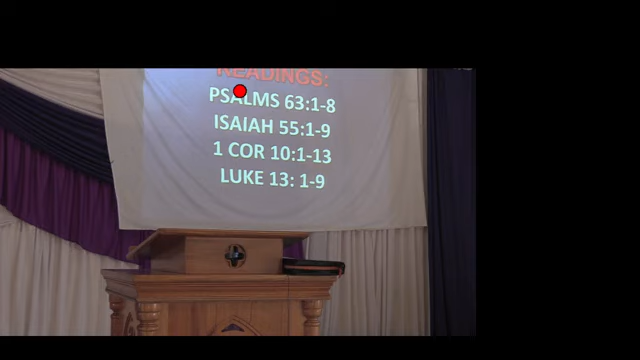 READINGS:
PSALMS 63:1-8
ISAIAH 55:1-9
1 COR 10:1-13
LUKE 13: 1-9